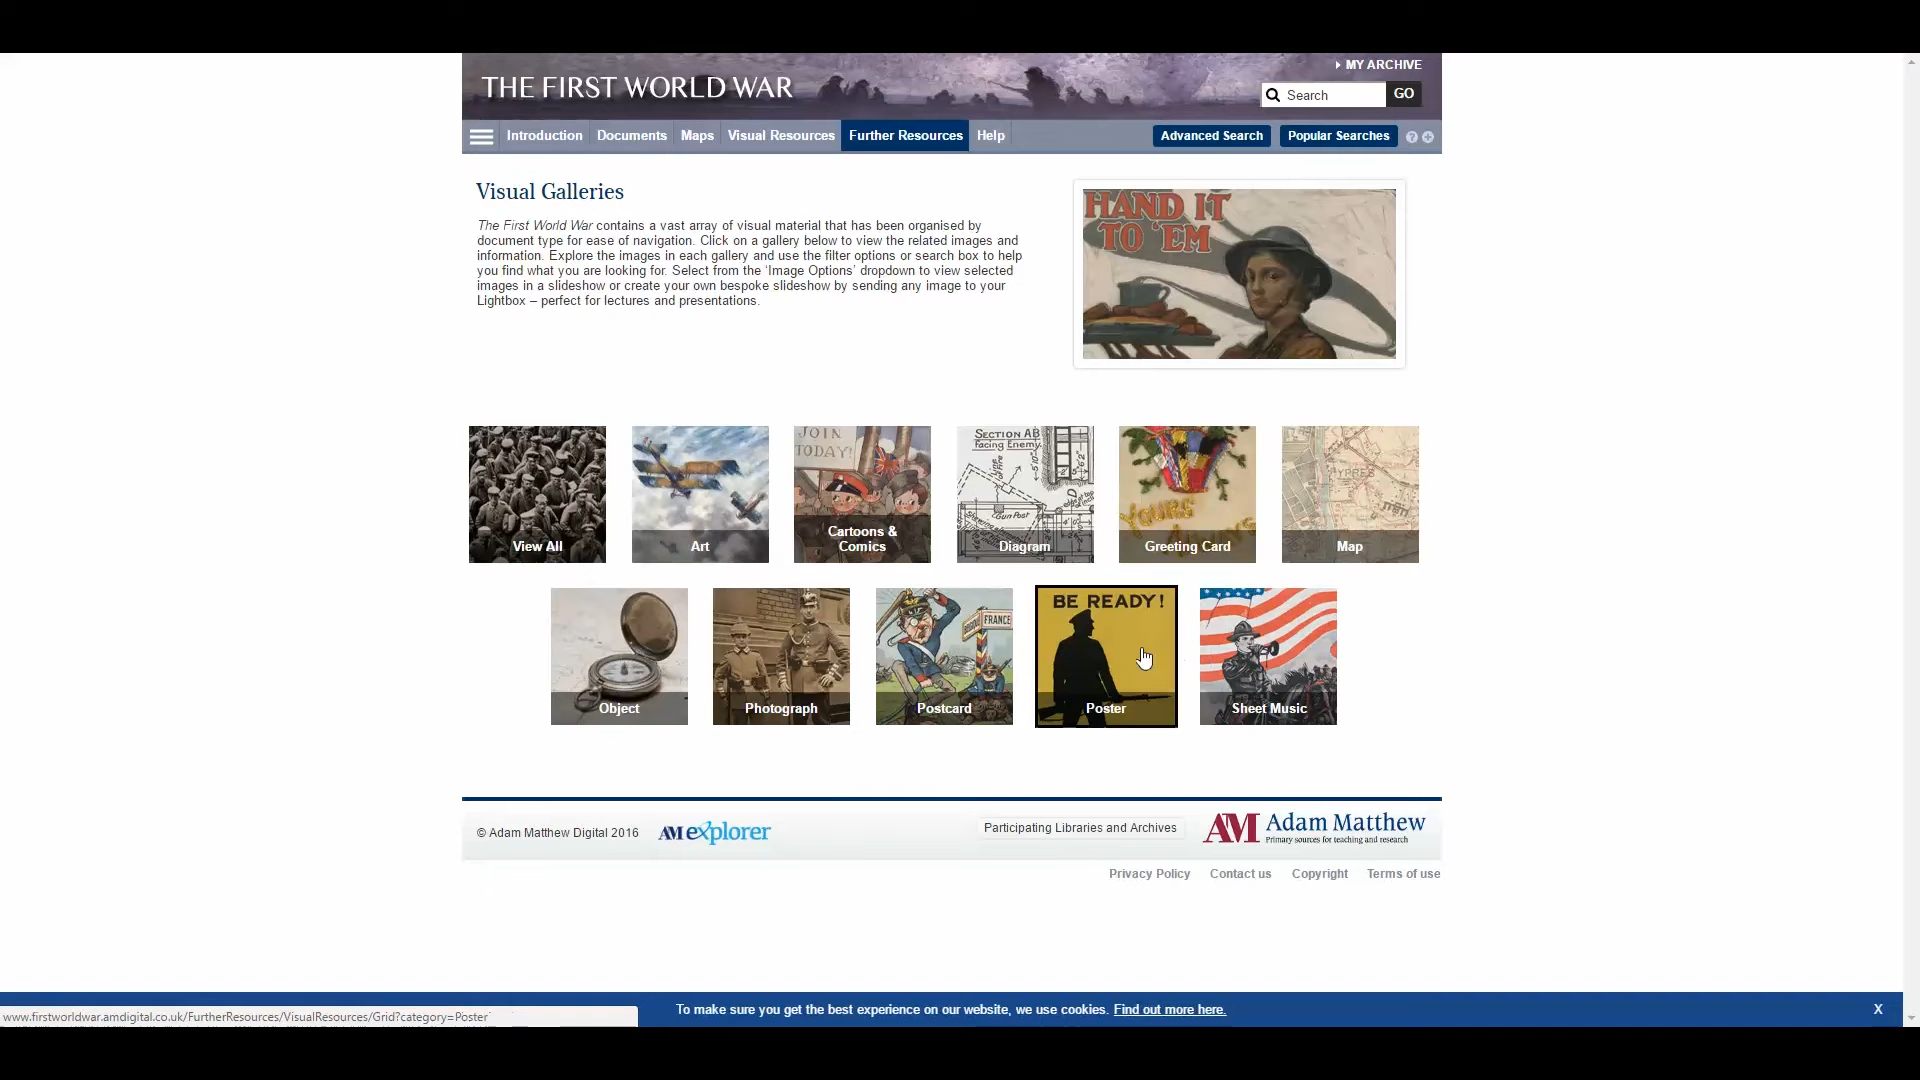 MY ARCHIVE
THE FIRST WORLD WAR
Search
GO
Introduction
Documents
Maps
Visual Resources
Further Resources
Help
Advanced Search
Popular Searches
?
Visual Galleries
The First World War contains a vast array of visual material that has been organised by
document type for ease of navigation. Click on a gallery below to view the related images and
information. Explore the images in each gallery and use the filter options or search box to help
you find what you are looking for. Select from the ‘Image Options’ dropdown to view selected
images in a slideshow or create your own bespoke slideshow by sending any image to your
Lightbox – perfect for lectures and presentations.
HAND IT
TO 'EM
View All
Art
JOIN
TODAY!
Cartoons &
Comics
SECTION AB
Facing Enemy
Gun Post
Diagram
YOURS
Greeting Card
YPRES
Map
Object
Photograph
FRANCE
Postcard
BE READY!
Poster
Sheet Music
© Adam Matthew Digital 2016
AM explorer
Participating Libraries and Archives
AM Adam Matthew
Primary sources for teaching and research
Privacy Policy
Contact us
Copyright
Terms of use
To make sure you get the best experience on our website, we use cookies. Find out more here.
X
www.firstworldwar.amdigital.co.uk/FurtherResources/VisualResources/Grid?category=Poster